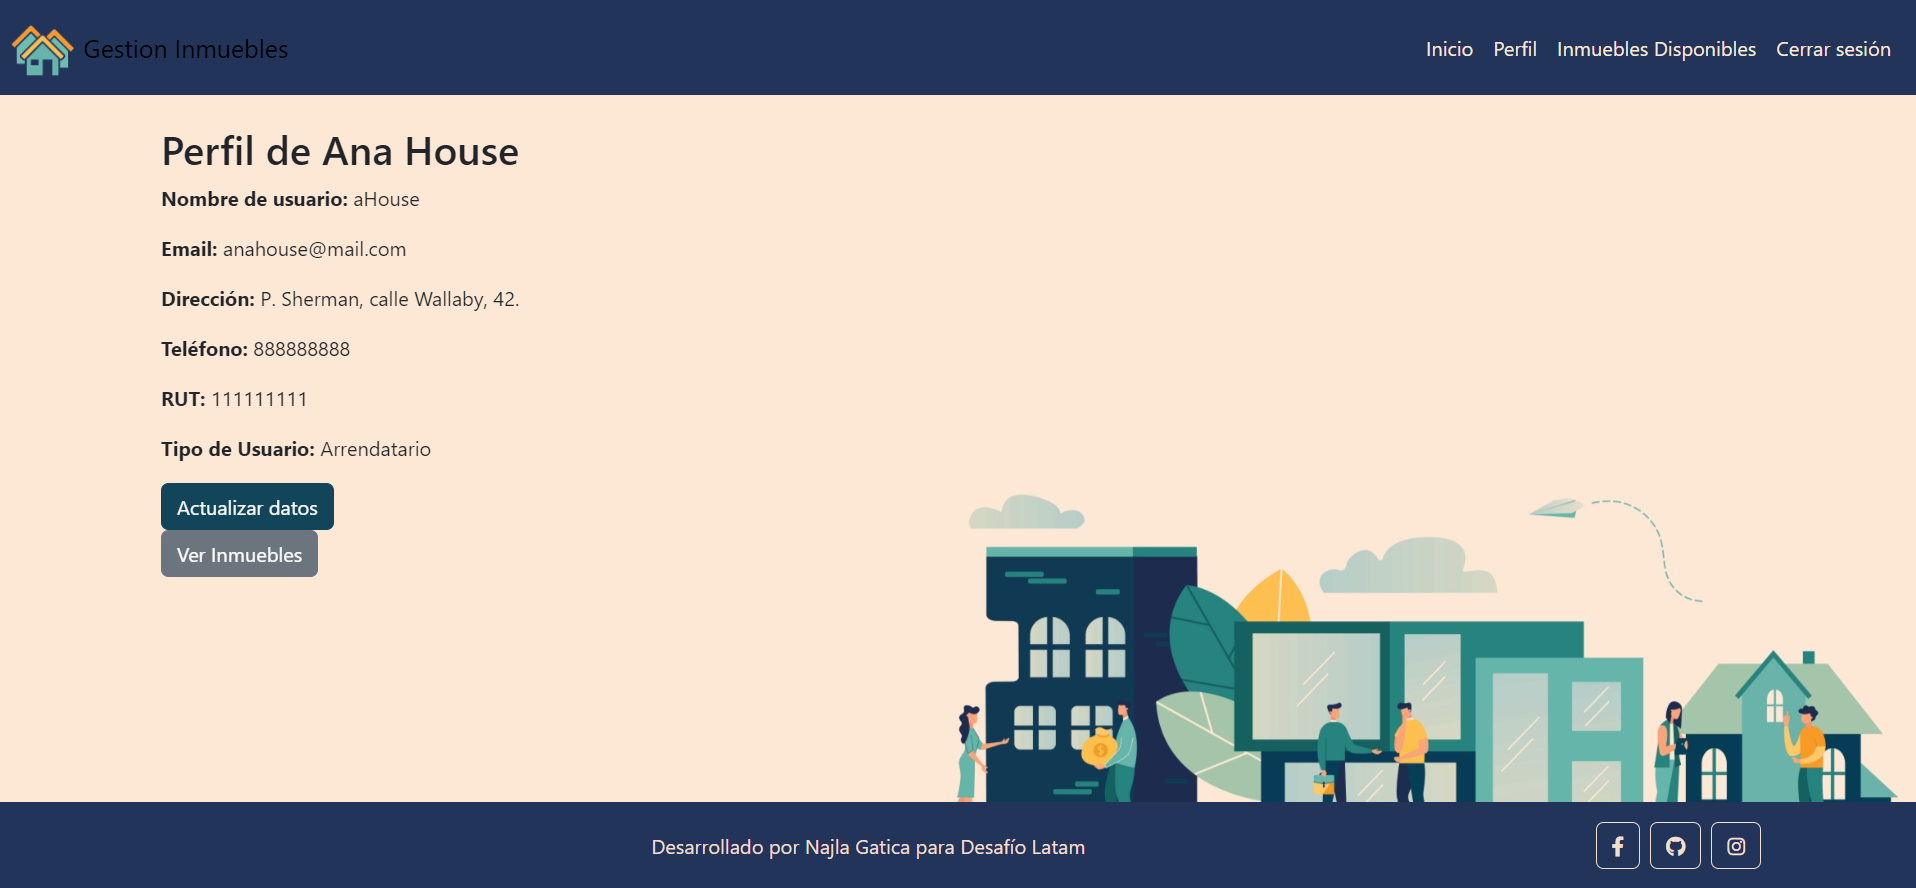 Gestion Inmuebles
Inicio Perfil Inmuebles Disponibles Cerrar sesión
Perfil de Ana House
Nombre de usuario: aHouse
Email: anahouse@mail.com
Dirección: P. Sherman, calle Wallaby, 42.
Teléfono: 888888888
RUT: 111111111
Tipo de Usuario: Arrendatario
Actualizar datos
Ver Inmuebles
$
Desarrollado por Najla Gatica para Desafío Latam